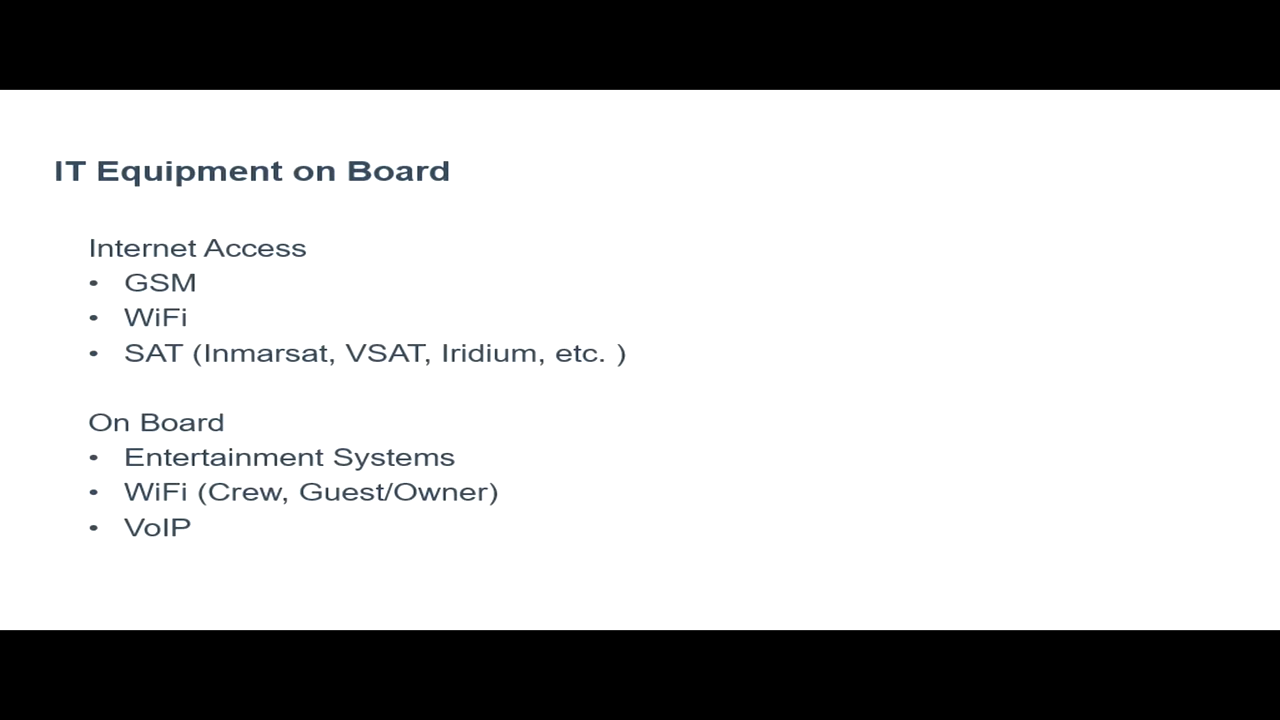 IT Equipment on Board
Internet Access
• GSM
• WiFi
• SAT (Inmarsat, VSAT, Iridium, etc. )
On Board
• Entertainment Systems
• WiFi (Crew, Guest/Owner)
• VoIP